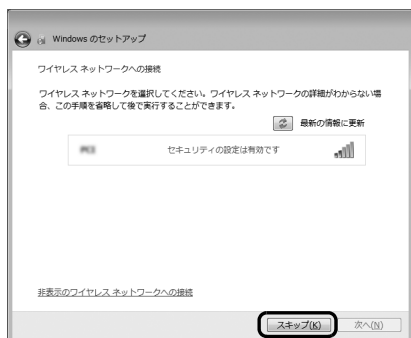 Windows のセットアップ
ワイヤレス ネットワークへの接続
ワイヤレス ネットワークを選択してください。ワイヤレス ネットワークの詳細がわからない場
合、この手順を省略して後で実行することができます。
最新の情報に更新
セキュリティの設定は有効です
非表示のワイヤレス ネットワークへの接続
スキップ(K)
次へ(N)